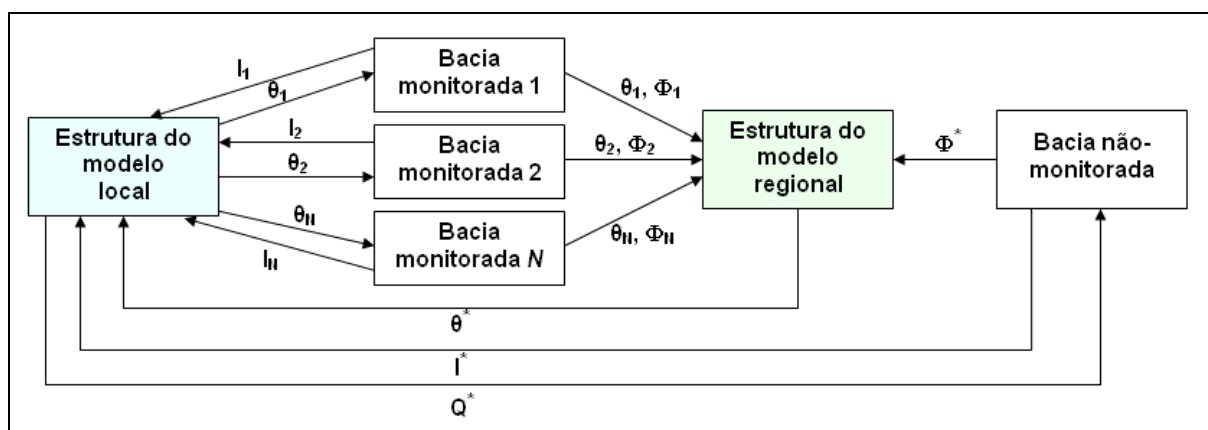 Bacia
monitorada 1
I₁
θ₁
θ₁, Φ₁
Estrutura do
modelo
local
I₂
θ₂
Bacia
monitorada 2
θ₂, Φ₂
Estrutura do
modelo
regional
Φ*
Bacia não-
monitorada
θN
IN
Bacia
monitorada N
θN, ΦN
θ*
I*
Q*